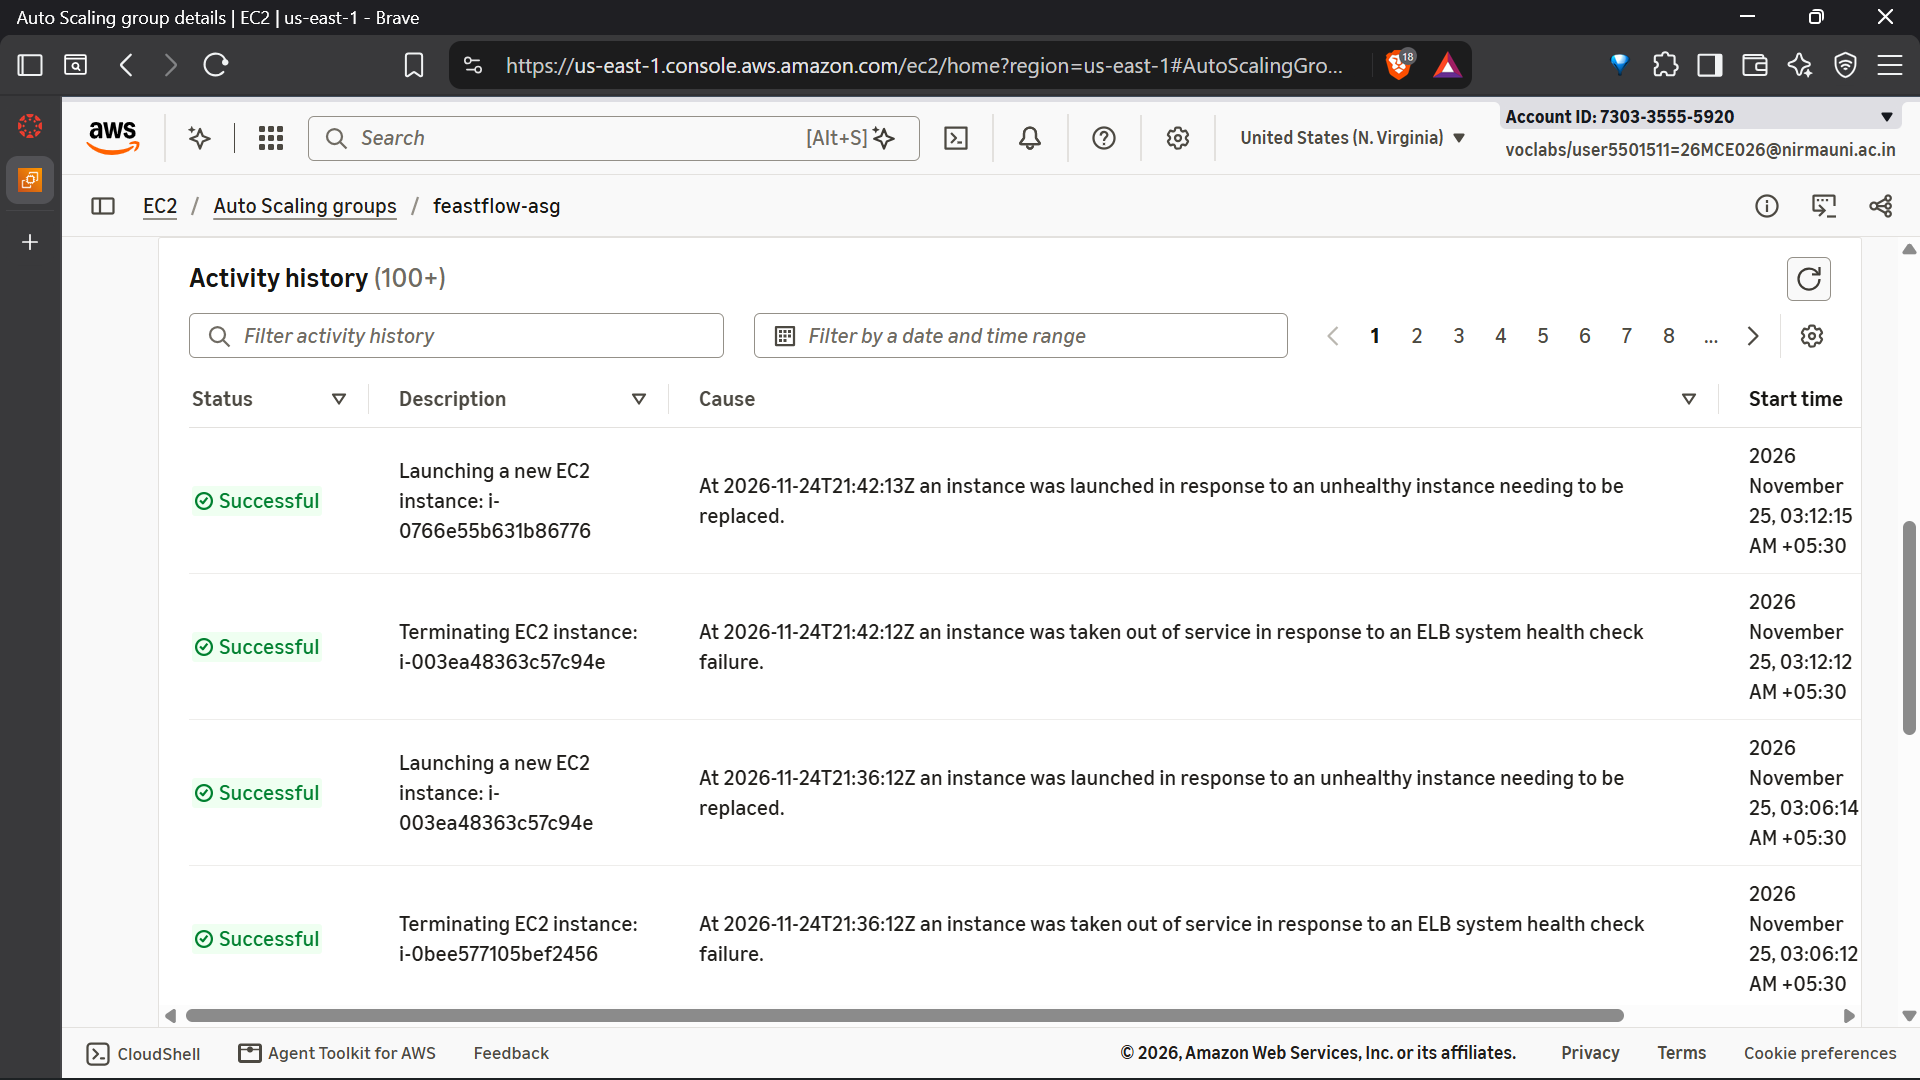 Auto Scaling group details | EC2 | us-east-1 - Brave
https://us-east-1.console.aws.amazon.com/ec2/home?region=us-east-1#AutoScalingGro...
18
aws
Search
[Alt+S]
United States (N. Virginia)
Account ID: 7303-3555-5920
voclabs/user5501511=26MCE026@nirmauni.ac.in
EC2 / Auto Scaling groups / feastflow-asg
Activity history (100+)
Filter activity history
Filter by a date and time range
1 2 3 4 5 6 7 8 ...
Status
Description
Cause
Start time
Successful
Launching a new EC2
instance: i-
0766e55b631b86776
At 2026-11-24T21:42:13Z an instance was launched in response to an unhealthy instance needing to be
replaced.
2026
November
25, 03:12:15
AM +05:30
Successful
Terminating EC2 instance:
i-003ea48363c57c94e
At 2026-11-24T21:42:12Z an instance was taken out of service in response to an ELB system health check
failure.
2026
November
25, 03:12:12
AM +05:30
Successful
Launching a new EC2
instance: i-
003ea48363c57c94e
At 2026-11-24T21:36:12Z an instance was launched in response to an unhealthy instance needing to be
replaced.
2026
November
25, 03:06:14
AM +05:30
Successful
Terminating EC2 instance:
i-0bee577105bef2456
At 2026-11-24T21:36:12Z an instance was taken out of service in response to an ELB system health check
failure.
2026
November
25, 03:06:12
AM +05:30
CloudShell
Agent Toolkit for AWS
Feedback
© 2026, Amazon Web Services, Inc. or its affiliates.
Privacy
Terms
Cookie preferences